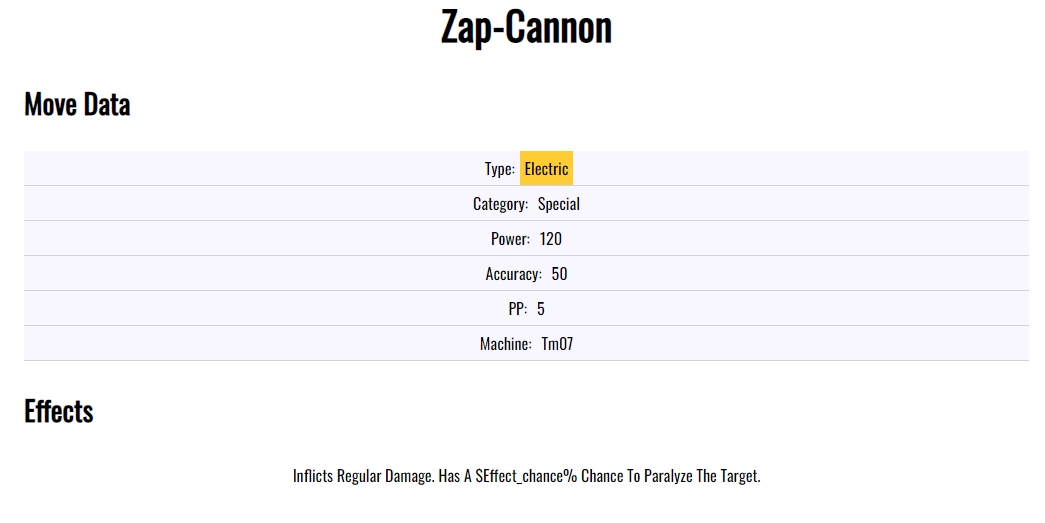 Zap-Cannon
Move Data
Type: Electric
Category: Special
Power: 120
Accuracy: 50
PP: 5
Machine: Tm07
Effects
Inflicts Regular Damage. Has A $Effect_chance% Chance To Paralyze The Target.